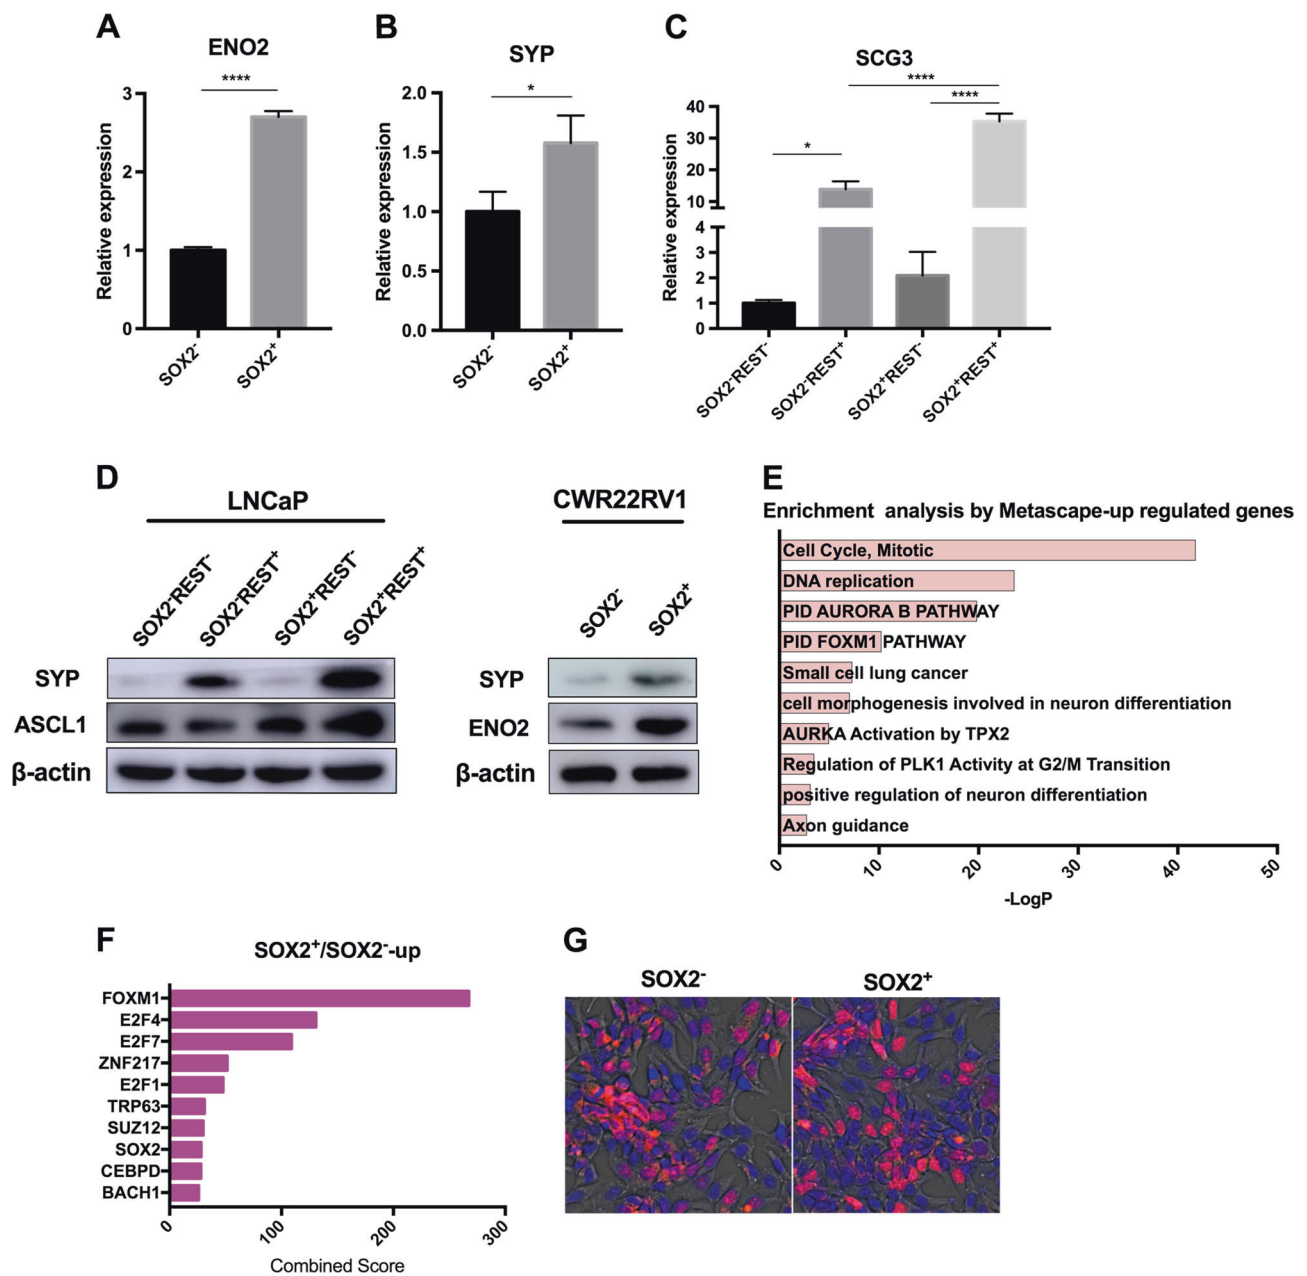 A
ENO2
****
Relative expression
3
2
1
0
SOX2-
SOX2+
B
SYP
*
Relative expression
2.0
1.5
1.0
0.5
0.0
SOX2-
SOX2+
C
SCG3
****
****
*
Relative expression
40
30
20
10
4
3
2
1
0
SOX2-REST-
SOX2-REST+
SOX2+REST-
SOX2+REST+
D
LNCaP
SOX2-REST-
SOX2-REST+
SOX2+REST-
SOX2+REST+
SYP
ASCL1
β-actin
CWR22RV1
SOX2-
SOX2+
SYP
ENO2
β-actin
E
Enrichment analysis by Metascape-up regulated genes
Cell Cycle, Mitotic
DNA replication
PID AURORA B PATHWAY
PID FOXM1 PATHWAY
Small cell lung cancer
cell morphogenesis involved in neuron differentiation
AURKA Activation by TPX2
Regulation of PLK1 Activity at G2/M Transition
positive regulation of neuron differentiation
Axon guidance
0 10 20 30 40 50
-LogP
F
SOX2+/SOX2--up
FOXM1
E2F4
E2F7
ZNF217
E2F1
TRP63
SUZ12
SOX2
CEBPD
BACH1
0 100 200 300
Combined Score
G
SOX2-
SOX2+